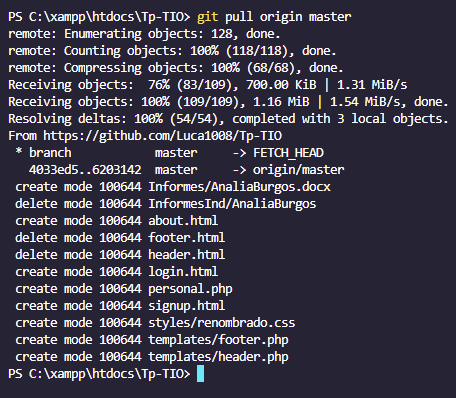 PS C:\xampp\htdocs\Tp-TIO> git pull origin master
remote: Enumerating objects: 128, done.
remote: Counting objects: 100% (118/118), done.
remote: Compressing objects: 100% (68/68), done.
Receiving objects:  76% (83/109), 700.00 KiB | 1.31 MiB/s
Receiving objects: 100% (109/109), 1.16 MiB | 1.54 MiB/s, done.
Resolving deltas: 100% (54/54), completed with 3 local objects.
From https://github.com/Luca1008/Tp-TIO
 * branch            master     -> FETCH_HEAD
   4033ed5..6203142  master     -> origin/master
 create mode 100644 Informes/AnaliaBurgos.docx
 delete mode 100644 InformesInd/AnaliaBurgos
 create mode 100644 about.html
 delete mode 100644 footer.html
 delete mode 100644 header.html
 create mode 100644 login.html
 create mode 100644 personal.php
 create mode 100644 signup.html
 create mode 100644 styles/renombrado.css
 create mode 100644 templates/footer.php
 create mode 100644 templates/header.php
PS C:\xampp\htdocs\Tp-TIO>